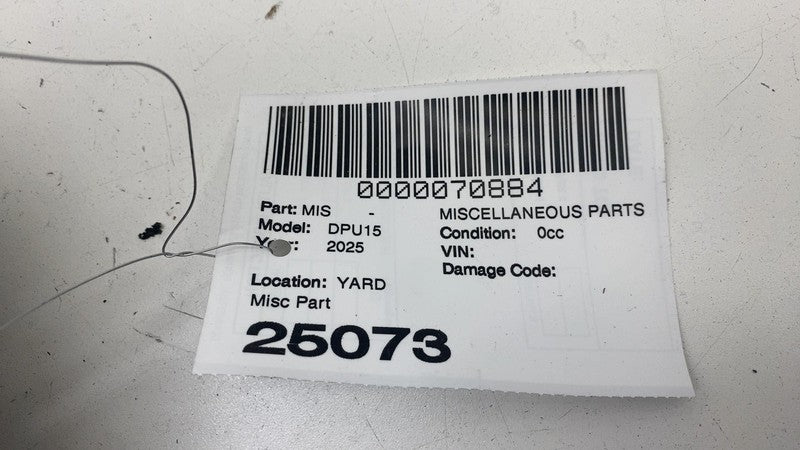 0000070884
Part: MIS - MISCELLANEOUS PARTS
Model: DPU15 Condition: 0cc
2025 VIN:
Damage Code:
Location: YARD
Misc Part
25073